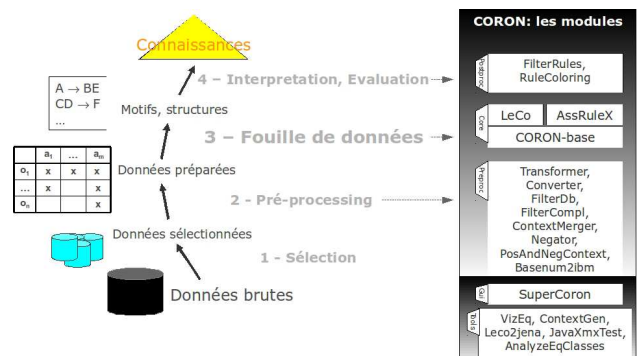 CORON: les modules
Connaissances
4 – Interpretation, Evaluation
Postproc
FilterRules,
RuleColoring
A → BE
CD → F
...
Motifs, structures
3 – Fouille de données
Core
LeCo
AssRuleX
CORON-base
a1 ... am
o1 x x x
... x x
on x
Données préparées
2 - Pré-processing
Preproc
Transformer,
Converter,
FilterDb,
FilterCompl,
ContextMerger,
Negator,
PosAndNegContext,
Basenum2ibm
Données sélectionnées
1 - Sélection
Données brutes
Gui
SuperCoron
Tools
VizEq, ContextGen,
Leco2jena, JavaXmxTest,
AnalyzeEqClasses